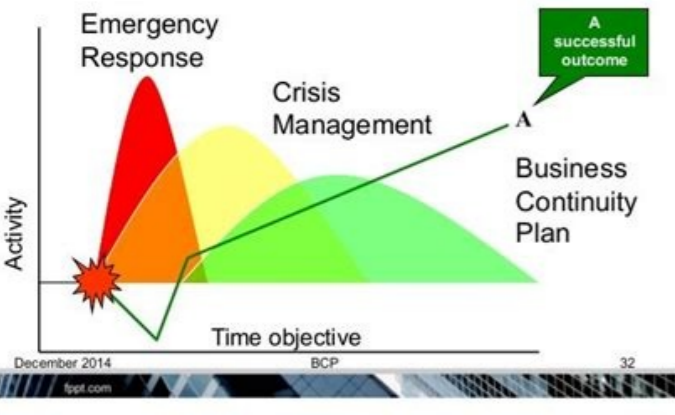 Emergency
Response
A
successful
outcome
Crisis
Management
A
Business
Continuity
Plan
Activity
Time objective
December 2014
BCP
32
fppt.com